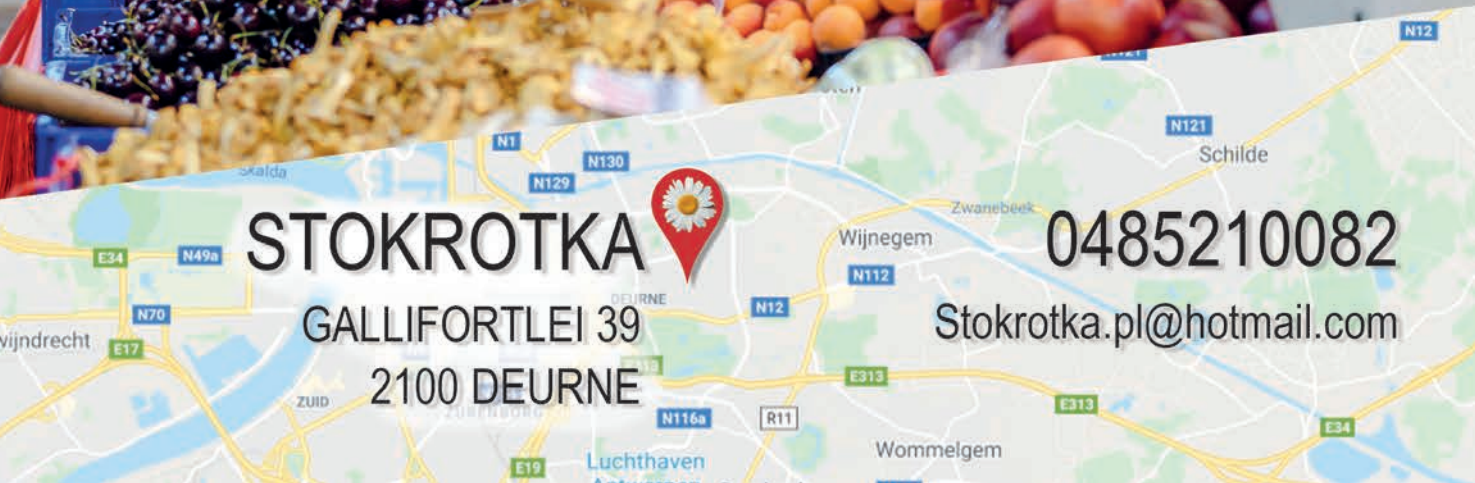 N12
N121
Schilde
N1
N130
N129
Skalda
Zwanebeek
STOKROTKA
0485210082
Wijnegem
E34
N49a
N112
DEURNE
N12
GALLIFORTLEI 39
Stokrotka.pl@hotmail.com
N70
wijndrecht
E17
E313
2100 DEURNE
E313
E313
ZUID
N116a
R11
E34
Wommelgem
E19
Luchthaven